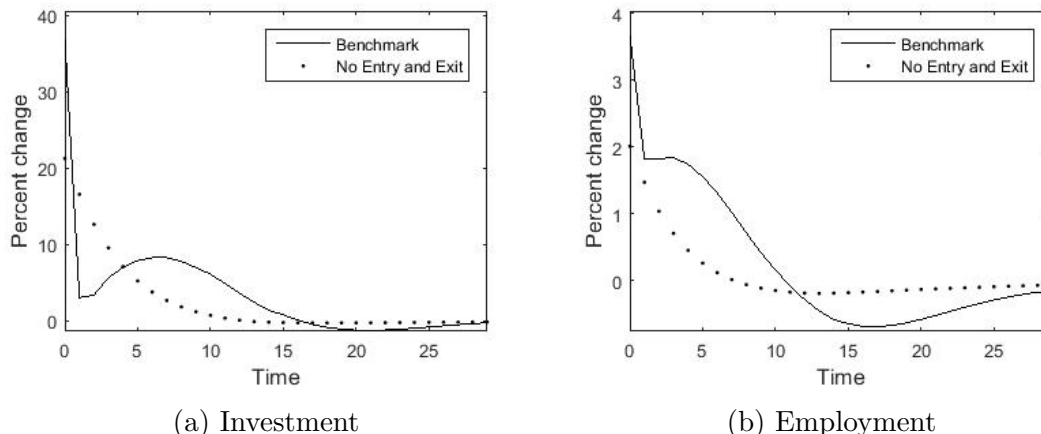 40
30
20
10
0
Percent change
Benchmark
No Entry and Exit
0 5 10 15 20 25
Time
(a) Investment
4
3
2
1
0
Percent change
Benchmark
No Entry and Exit
0 5 10 15 20 25
Time
(b) Employment